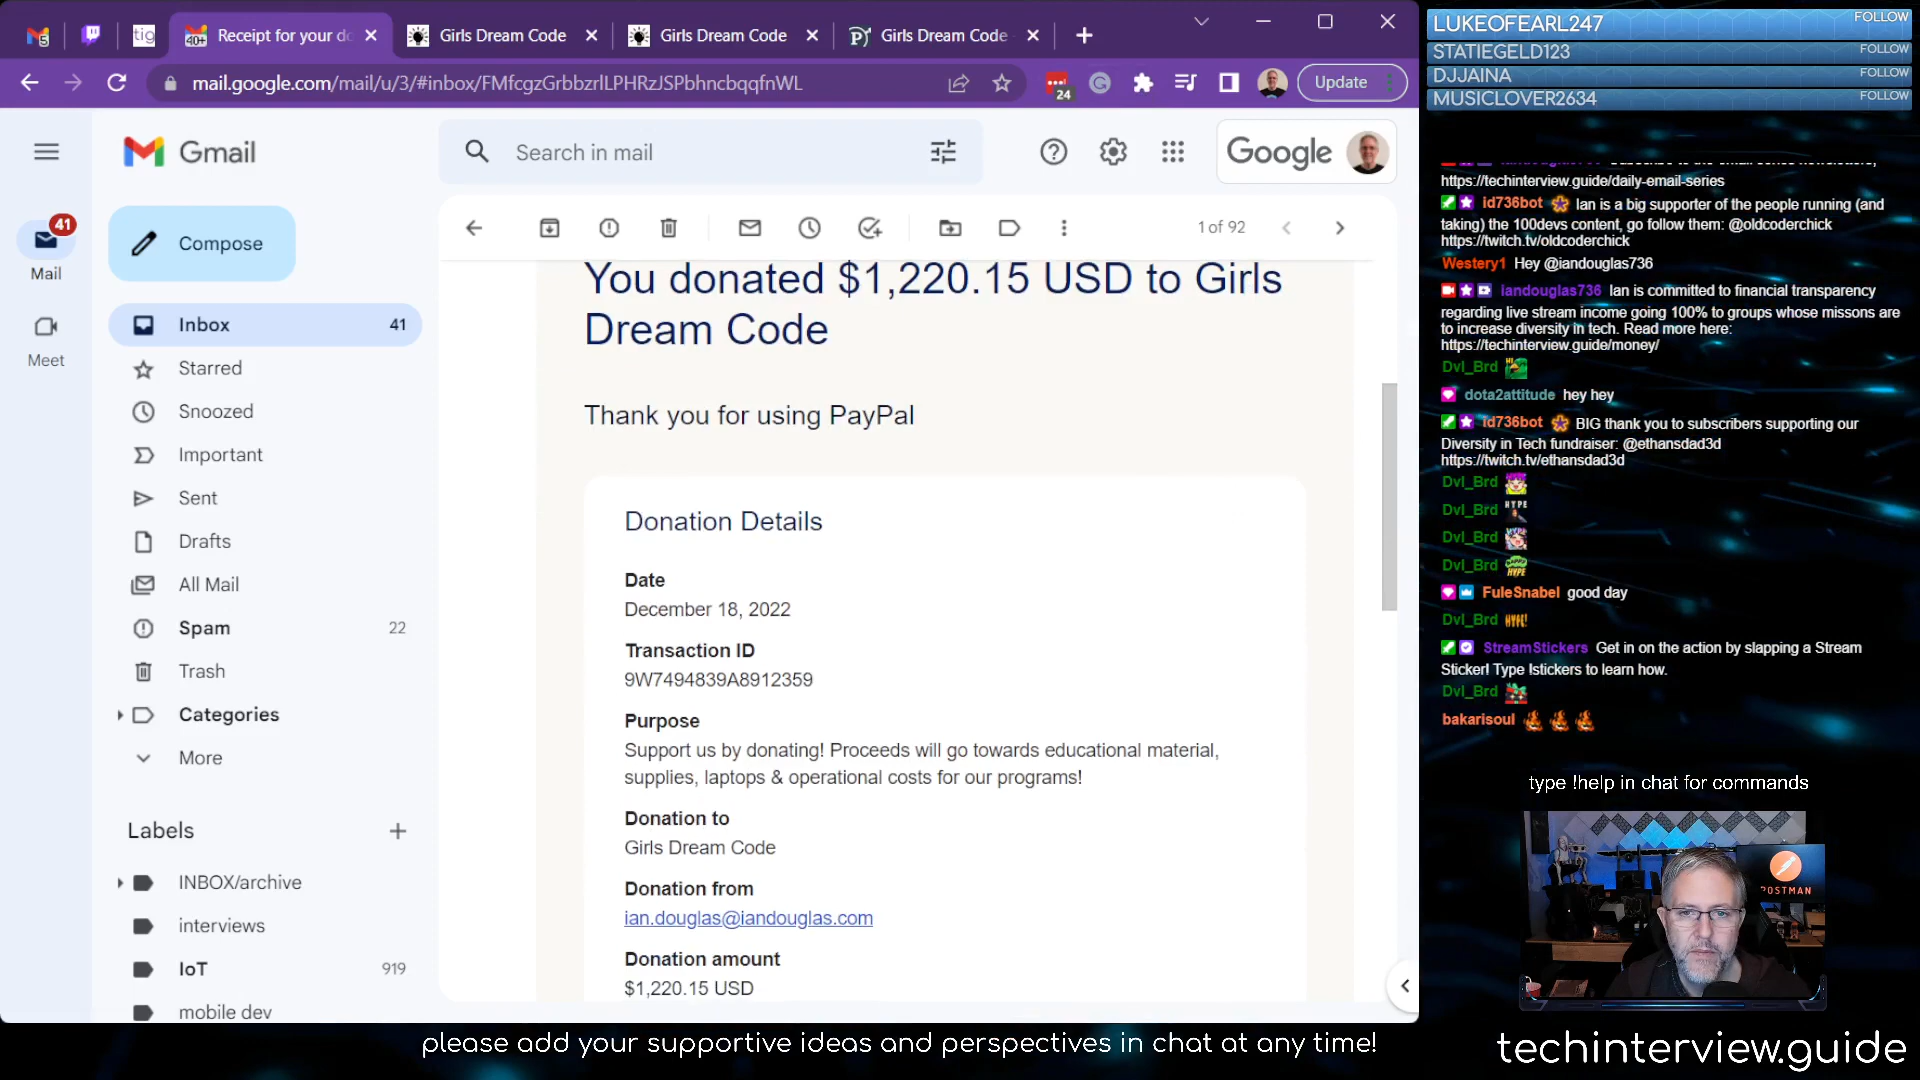 5
tig
40+
Receipt for your do
Girls Dream Code
Girls Dream Code
Girls Dream Code
mail.google.com/mail/u/3/#inbox/FMfcgzGrbbzrlLPHRzJSPbhncbqqfnWL
24
Update
Gmail
Search in mail
Google
41
Mail
Meet
Compose
Inbox 41
Starred
Snoozed
Important
Sent
Drafts
All Mail
Spam 22
Trash
Categories
More
Labels
INBOX/archive
interviews
IoT 919
mobile dev
1 of 92
You donated $1,220.15 USD to Girls
Dream Code
Thank you for using PayPal
Donation Details
Date
December 18, 2022
Transaction ID
9W7494839A8912359
Purpose
Support us by donating! Proceeds will go towards educational material,
supplies, laptops & operational costs for our programs!
Donation to
Girls Dream Code
Donation from
ian.douglas@iandouglas.com
Donation amount
$1,220.15 USD
LUKEOFEARL247 FOLLOW
STATIEGELD123 FOLLOW
DJJAINA FOLLOW
MUSICLOVER2634 FOLLOW
https://techinterview.guide/daily-email-series
id736bot Ian is a big supporter of the people running (and
taking) the 100devs content, go follow them: @oldcoderchick
https://twitch.tv/oldcoderchick
Westery1 Hey @iandouglas736
iandouglas736 Ian is committed to financial transparency
regarding live stream income going 100% to groups whose missons are
to increase diversity in tech. Read more here:
https://techinterview.guide/money/
Dvl_Brd
dota2attitude hey hey
id736bot BIG thank you to subscribers supporting our
Diversity in Tech fundraiser: @ethansdad3d
https://twitch.tv/ethansdad3d
Dvl_Brd
Dvl_Brd HYPE
Dvl_Brd
Dvl_Brd HYPE
FuleSnabel good day
Dvl_Brd HYPE!
StreamStickers Get in on the action by slapping a Stream
Sticker! Type !stickers to learn how.
Dvl_Brd
bakarisoul
type !help in chat for commands
POSTMAN
please add your supportive ideas and perspectives in chat at any time!
techinterview.guide